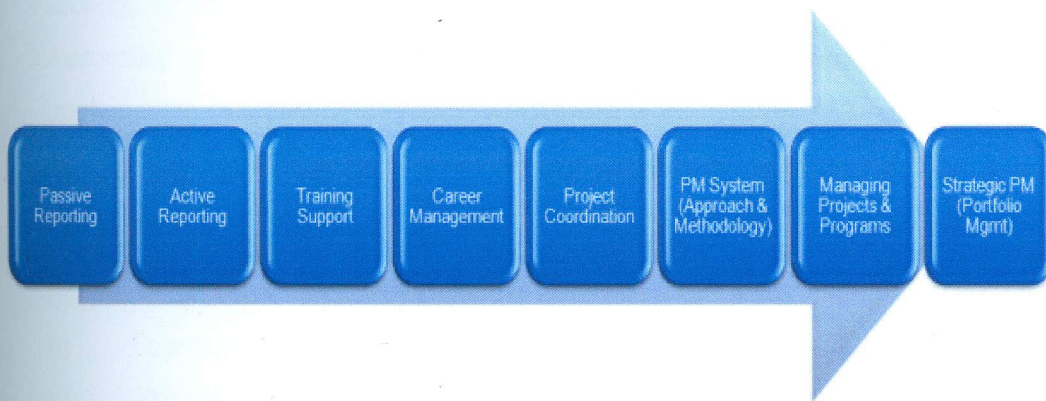 Passive
Reporting
Active
Reporting
Training
Support
Career
Management
Project
Coordination
PM System
(Approach &
Methodology)
Managing
Projects &
Programs
Strategic PM
(Portfolio
Mgmt)